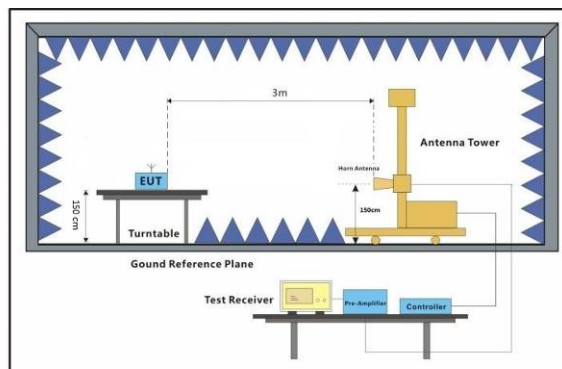 3m
Antenna Tower
Horn Antenna
EUT
150 cm
150cm
Turntable
Gound Reference Plane
Test Receiver
Pre-Amplifier
Controller